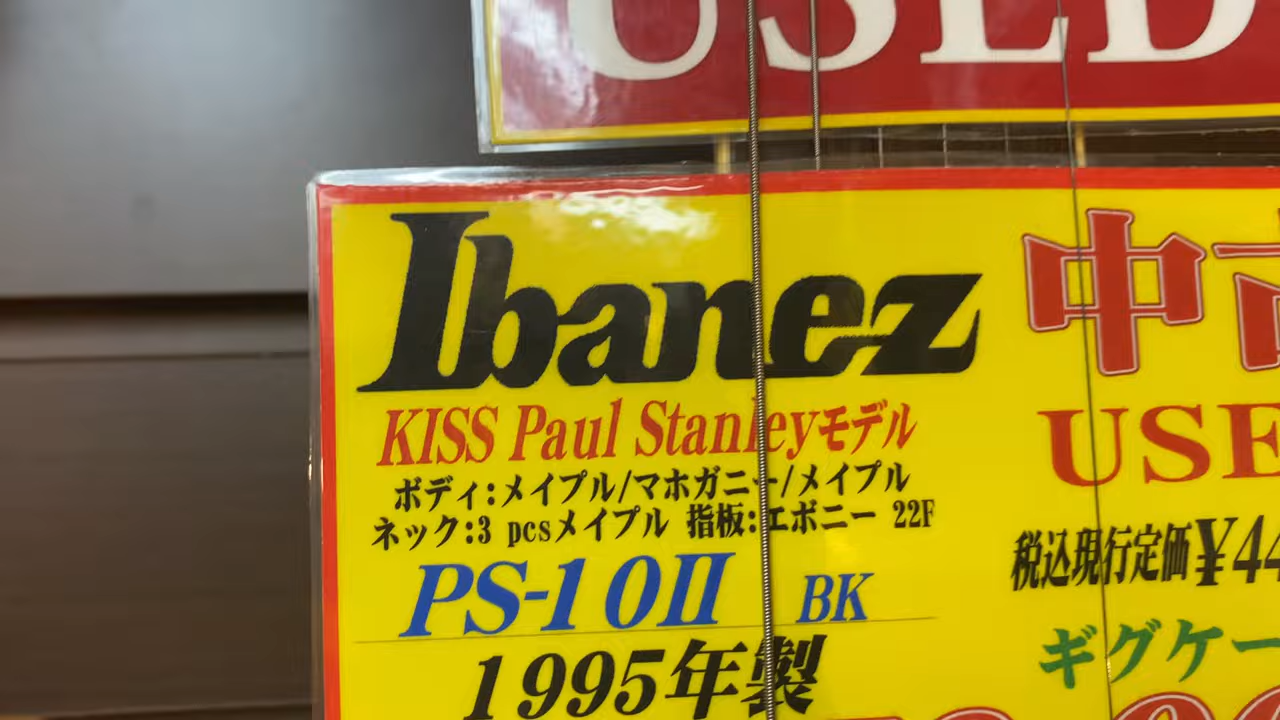 USED
Ibanez
中古
KISS Paul Stanleyモデル
USE
ボディ:メイプル/マホガニー/メイプル
ネック:3 pcsメイプル 指板:エボニー 22F
税込現行定価¥44
PS-10II BK
ギグケー
1995年製